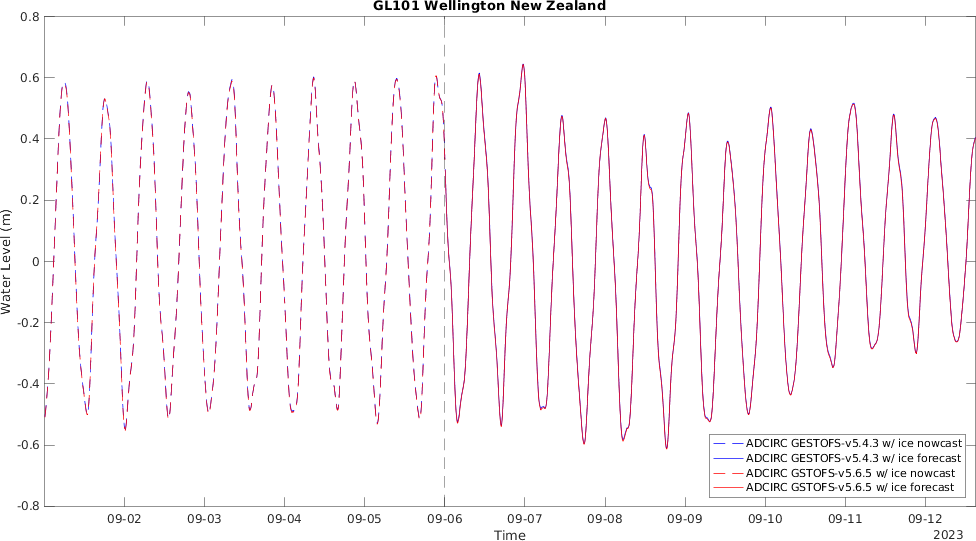 GL101 Wellington New Zealand
0.8
0.6
0.4
0.2
0
-0.2
-0.4
-0.6
-0.8
Water Level (m)
09-02 09-03 09-04 09-05 09-06 09-07 09-08 09-09 09-10 09-11 09-12
Time
2023
ADCIRC GESTOFS-v5.4.3 w/ ice nowcast
ADCIRC GESTOFS-v5.4.3 w/ ice forecast
ADCIRC GSTOFS-v5.6.5 w/ ice nowcast
ADCIRC GSTOFS-v5.6.5 w/ ice forecast